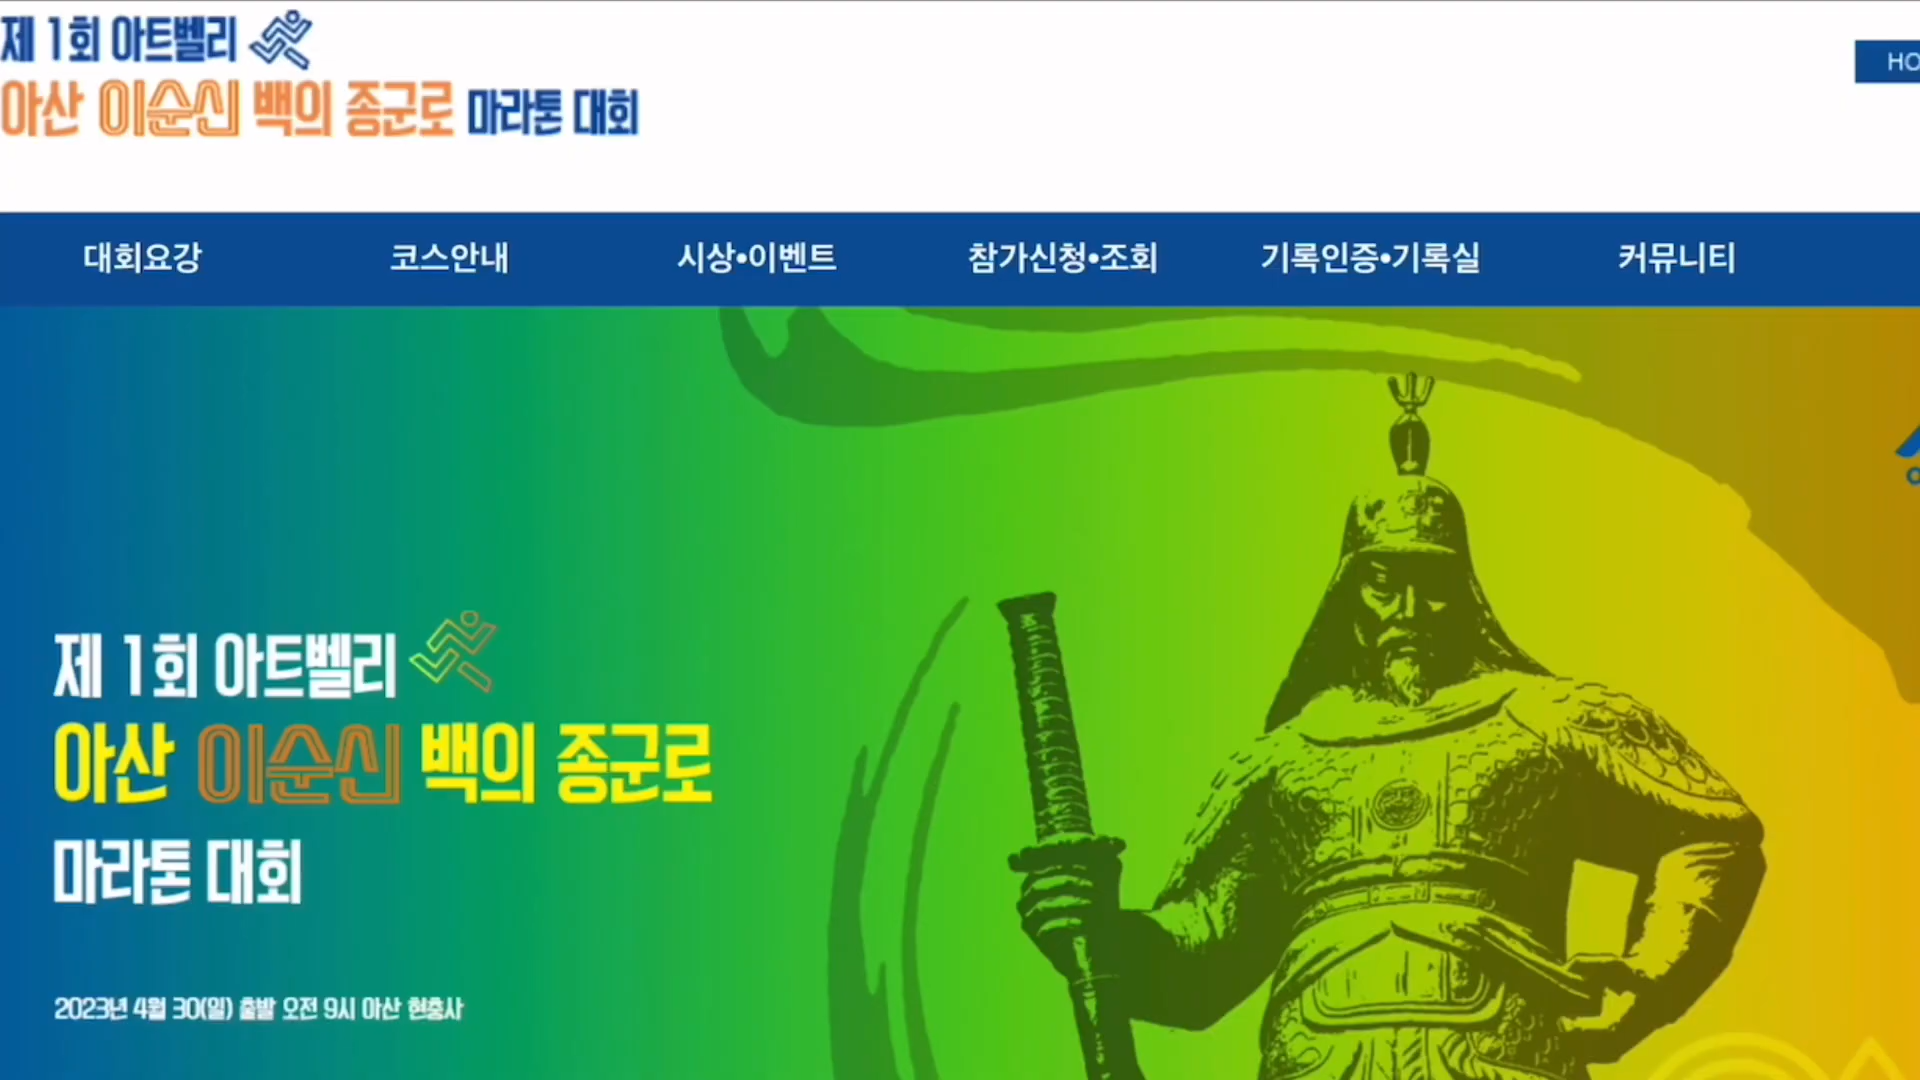 제 1회 아트벨리
아산 이순신 백의 종군로 마라톤 대회
대회요강 코스안내 시상•이벤트 참가신청•조회 기록인증•기록실 커뮤니티
제 1회 아트벨리
아산 이순신 백의 종군로
마라톤 대회
2023년 4월 30(일) 출발 오전 9시 아산 현충사